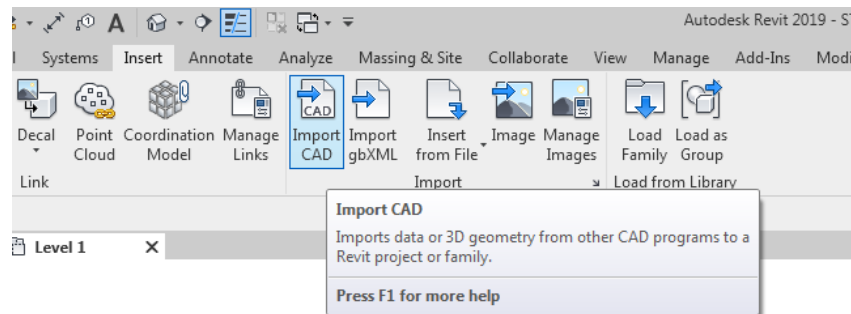 A
Autodesk Revit 2019 - ST
Systems Insert Annotate Analyze Massing & Site Collaborate View Manage Add-Ins Modi
CAD
Decal Point Coordination Manage Import Import Insert Image Manage Load Load as
Cloud Model Links CAD gbXML from File Images Family Group
Link Import Load from Library
Import CAD
Imports data or 3D geometry from other CAD programs to a
Revit project or family.
Level 1
Press F1 for more help